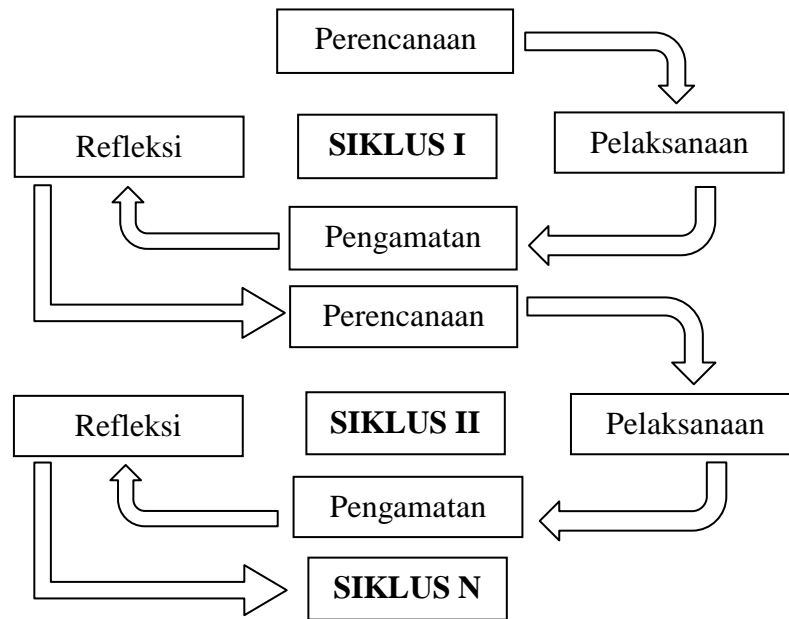 Perencanaan
Refleksi
SIKLUS I
Pelaksanaan
Pengamatan
Perencanaan
Refleksi
SIKLUS II
Pelaksanaan
Pengamatan
SIKLUS N